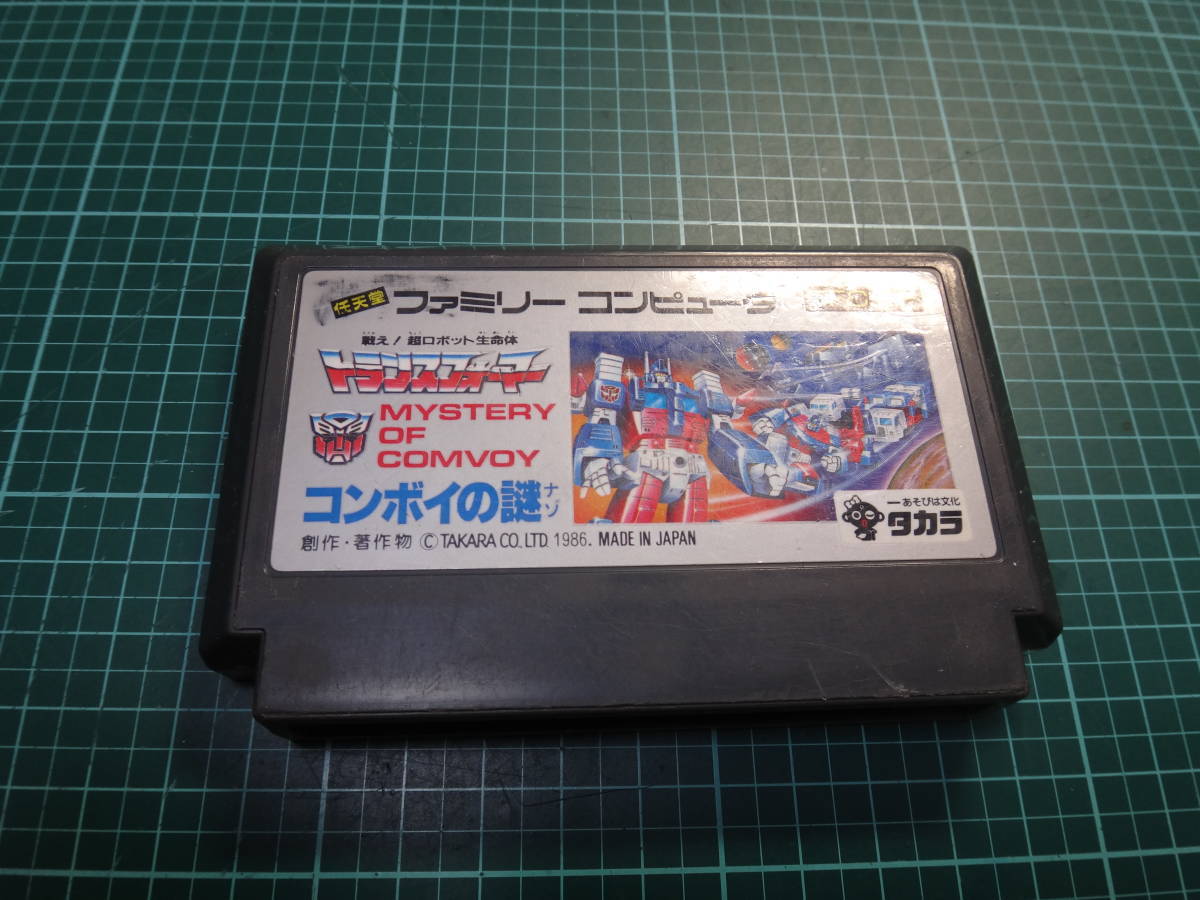 任天堂 ファミリー コンピュータ
戦え！超ロボット生命体
トランスフォーマー
MYSTERY
OF
COMVOY
コンボイの謎
ナゾ
創作・著作物 © TAKARA CO. LTD. 1986. MADE IN JAPAN
ーあそびは文化
タカラ